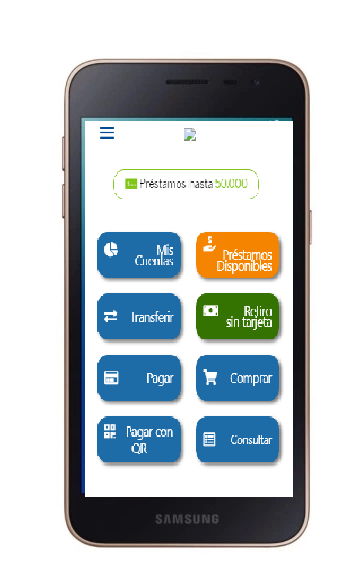 Préstamos hasta 50.000
Mis
Cuentas
Préstamos
Disponibles
Transferir
Retiro
sin tarjeta
Pagar
Comprar
Pagar con
QR
Consultar
SAMSUNG